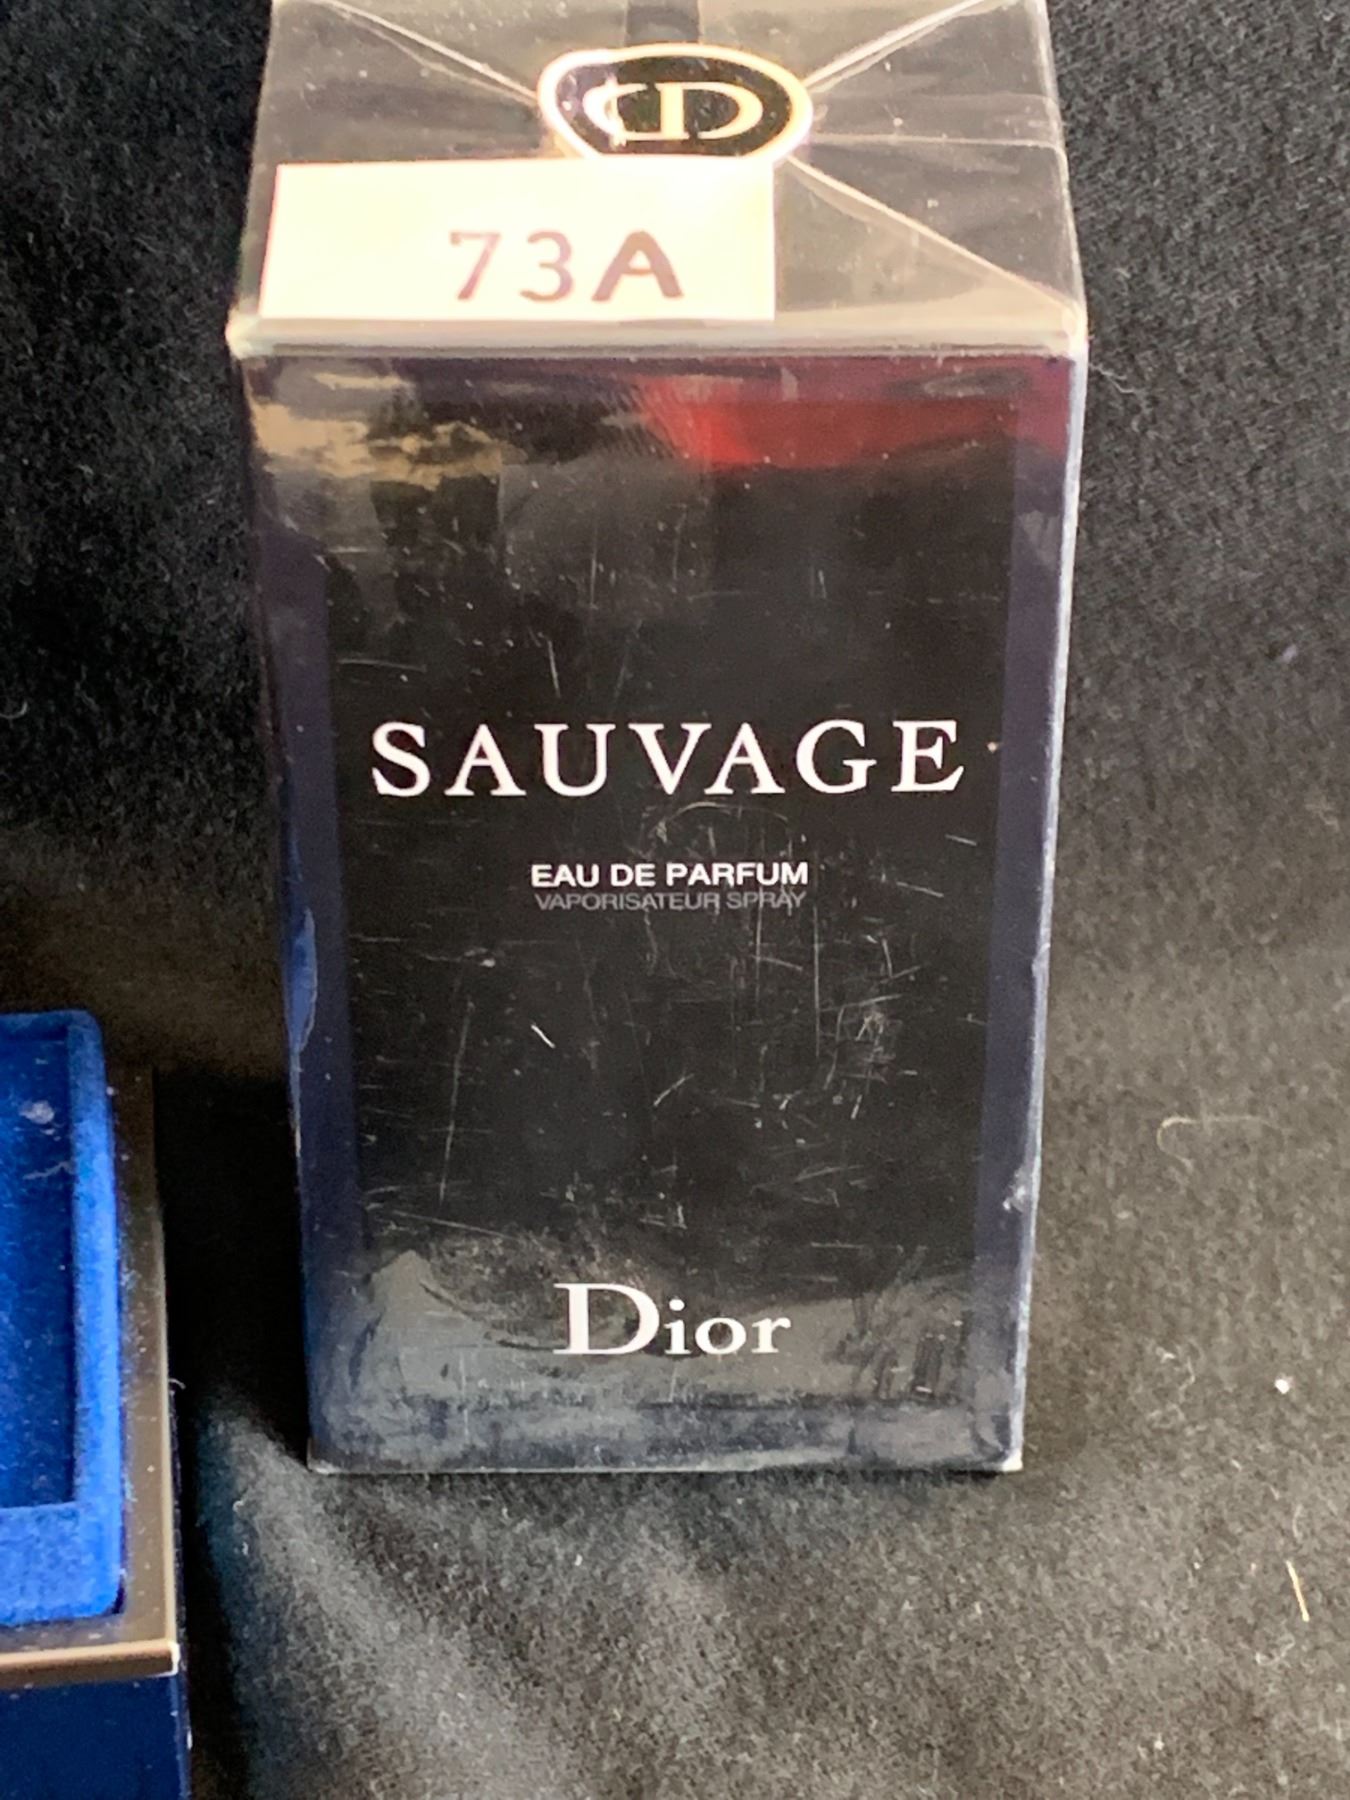 CD
73A
SAUVAGE
EAU DE PARFUM
VAPORISATEUR SPRAY
Dior